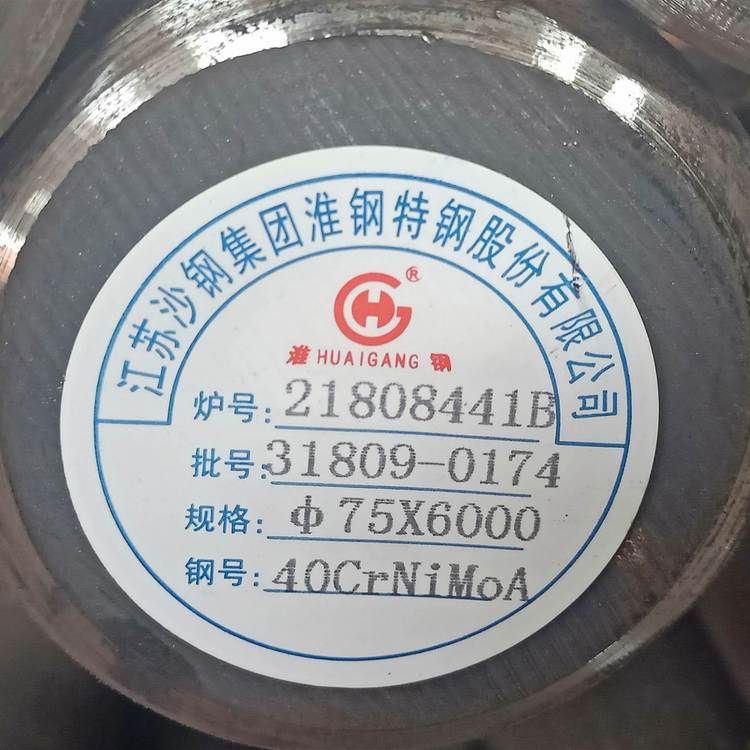 江苏沙钢集团淮钢特钢股份有限公司
®
淮 HUAIGANG 钢
炉号: 21808441B
批号: 31809-0174
规格: Φ 75X6000
钢号: 40CrNiMoA